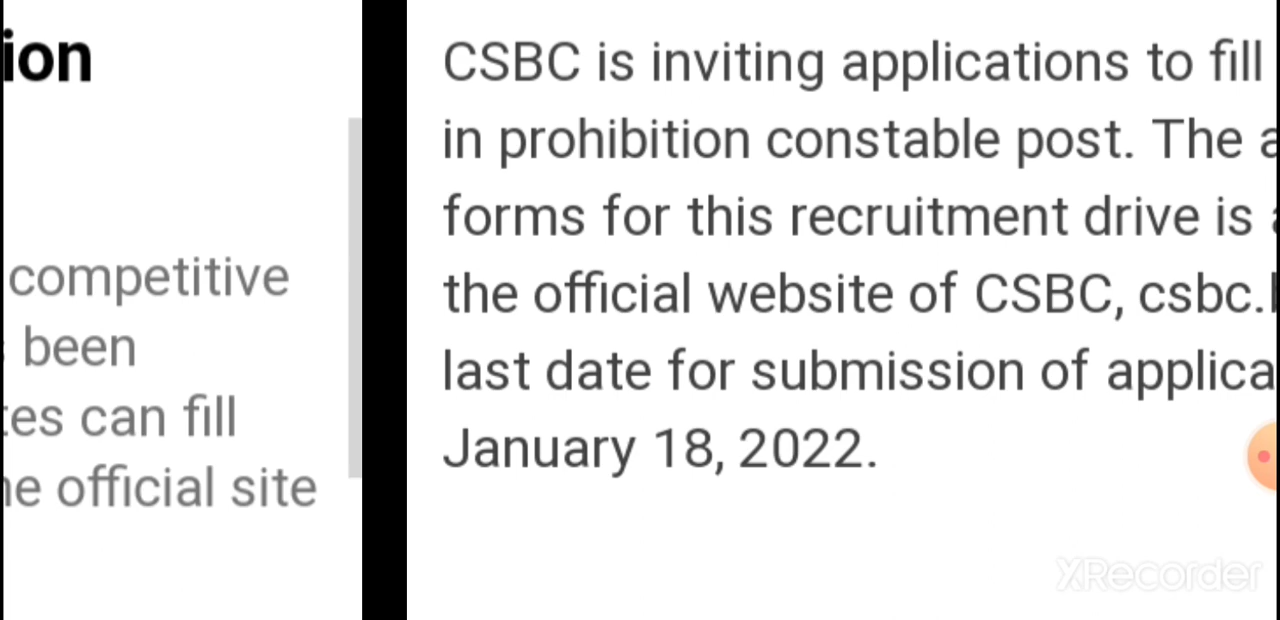 ion
competitive
been
tes can fill
he official site
CSBC is inviting applications to fill
in prohibition constable post. The
forms for this recruitment drive is
the official website of CSBC, csbc.
last date for submission of applica
January 18, 2022.
XRecorder